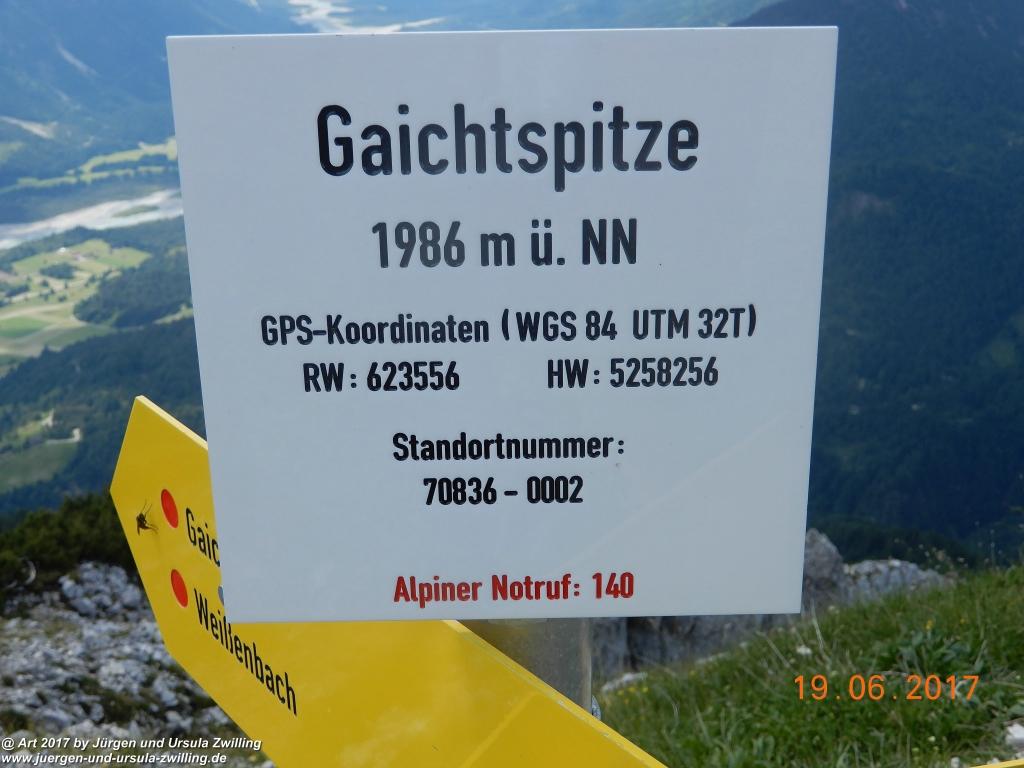 Gaichtspitze
1986 m ü. NN
GPS-Koordinaten (WGS 84 UTM 32T)
RW: 623556 HW: 5258256
Standortnummer:
70836 - 0002
Alpiner Notruf: 140
Gaic
Weißenbach
19.06.2017
@ Art 2017 by Jürgen und Ursula Zwilling
www.juergen-und-ursula-zwilling.de